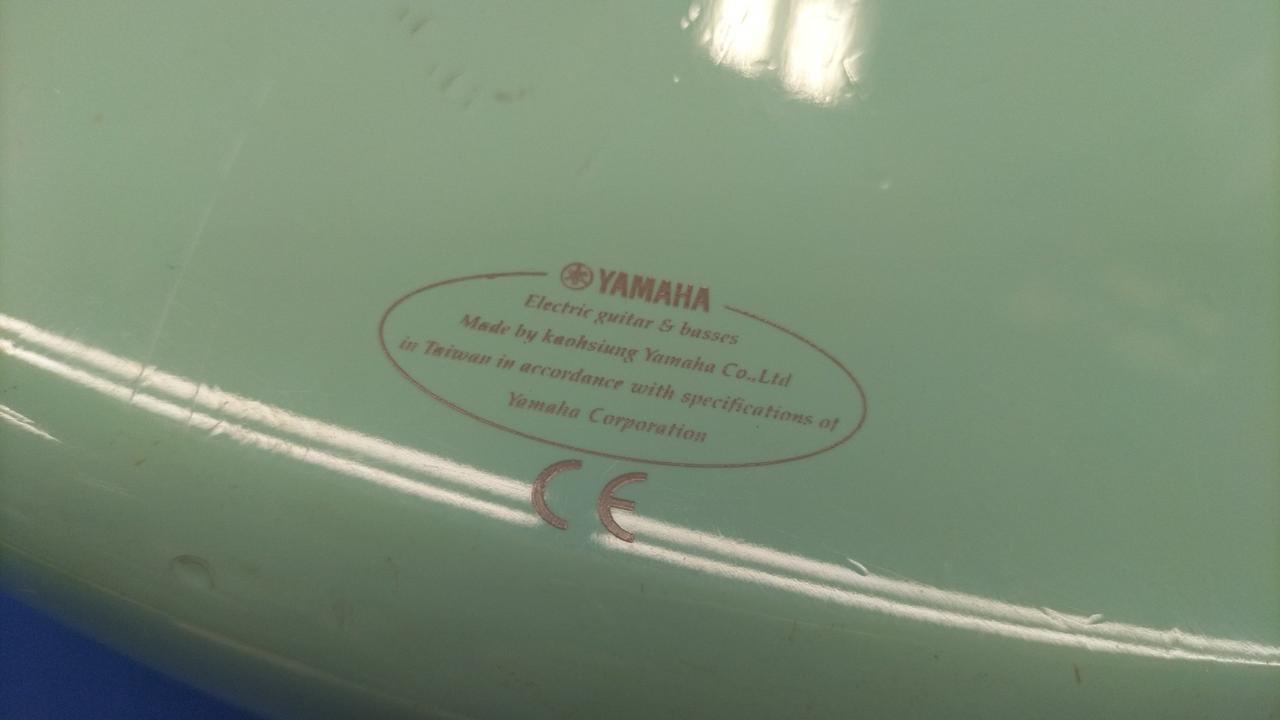 YAMAHA
Electric guitar & basses
Made by kaohsiung Yamaha Co.,Ltd
in Taiwan in accordance with specifications of
Yamaha Corporation
CE